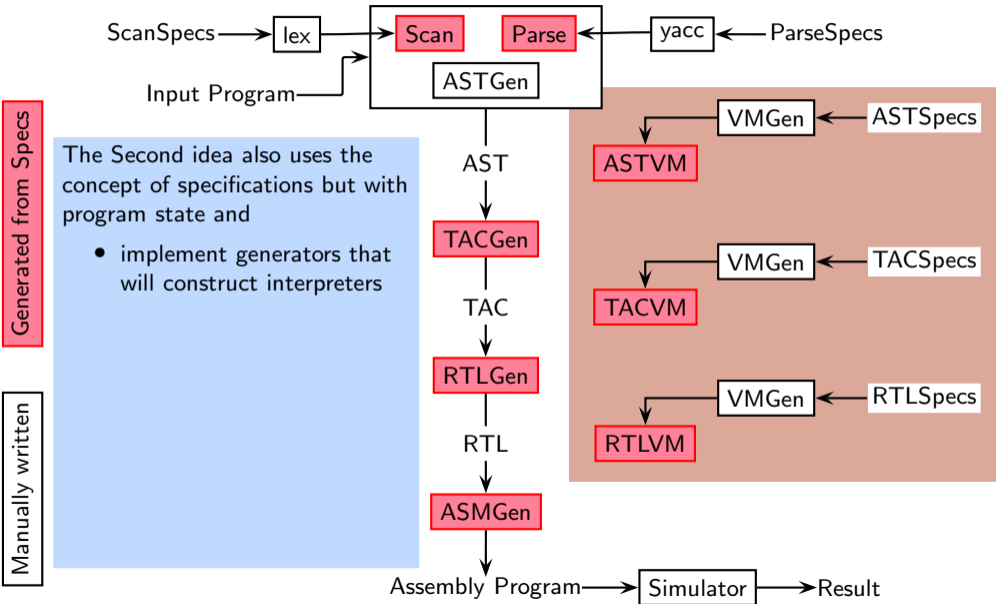 ScanSpecs
lex
Scan
Parse
yacc
ParseSpecs
ASTGen
Input Program
Generated from Specs
Manually written
The Second idea also uses the
concept of specifications but with
program state and
• implement generators that
will construct interpreters
AST
TACGen
TAC
RTLGen
RTL
ASMGen
Assembly Program
Simulator
Result
VMGen
ASTSpecs
ASTVM
VMGen
TACSpecs
TACVM
VMGen
RTLSpecs
RTLVM